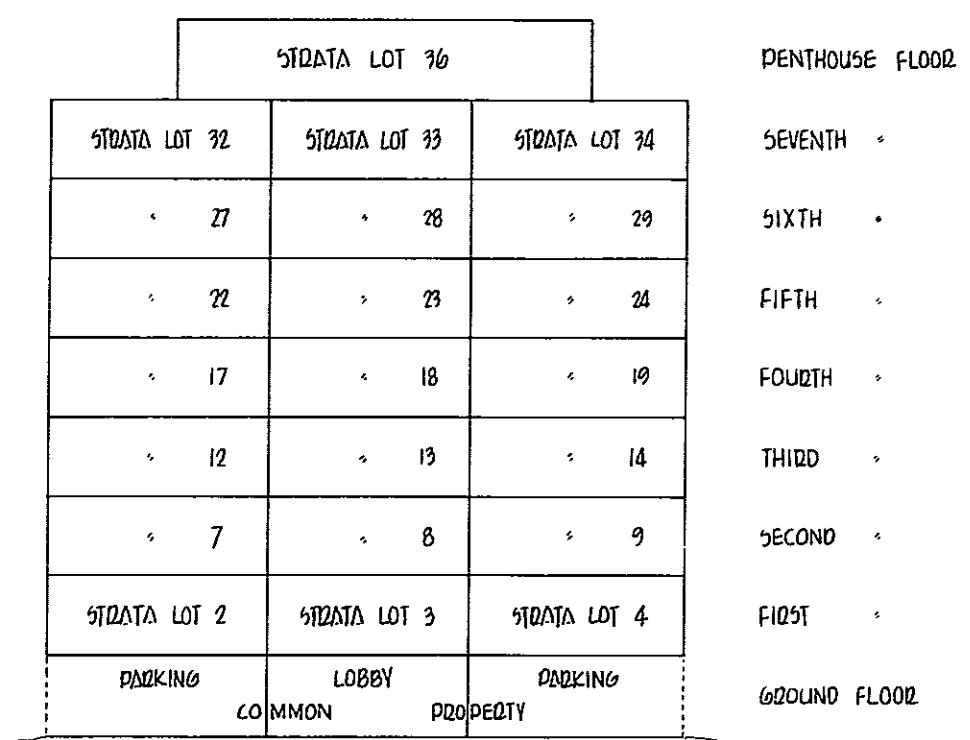 STRATA LOT 36 PENTHOUSE FLOOR
STRATA LOT 32 STRATA LOT 33 STRATA LOT 34 SEVENTH "
" 27 " 28 " 29 SIXTH "
" 22 " 23 " 24 FIFTH "
" 17 " 18 " 19 FOURTH "
" 12 " 13 " 14 THIRD "
" 7 " 8 " 9 SECOND "
STRATA LOT 2 STRATA LOT 3 STRATA LOT 4 FIRST "
PARKING LOBBY PARKING
COMMON PROPERTY GROUND FLOOR